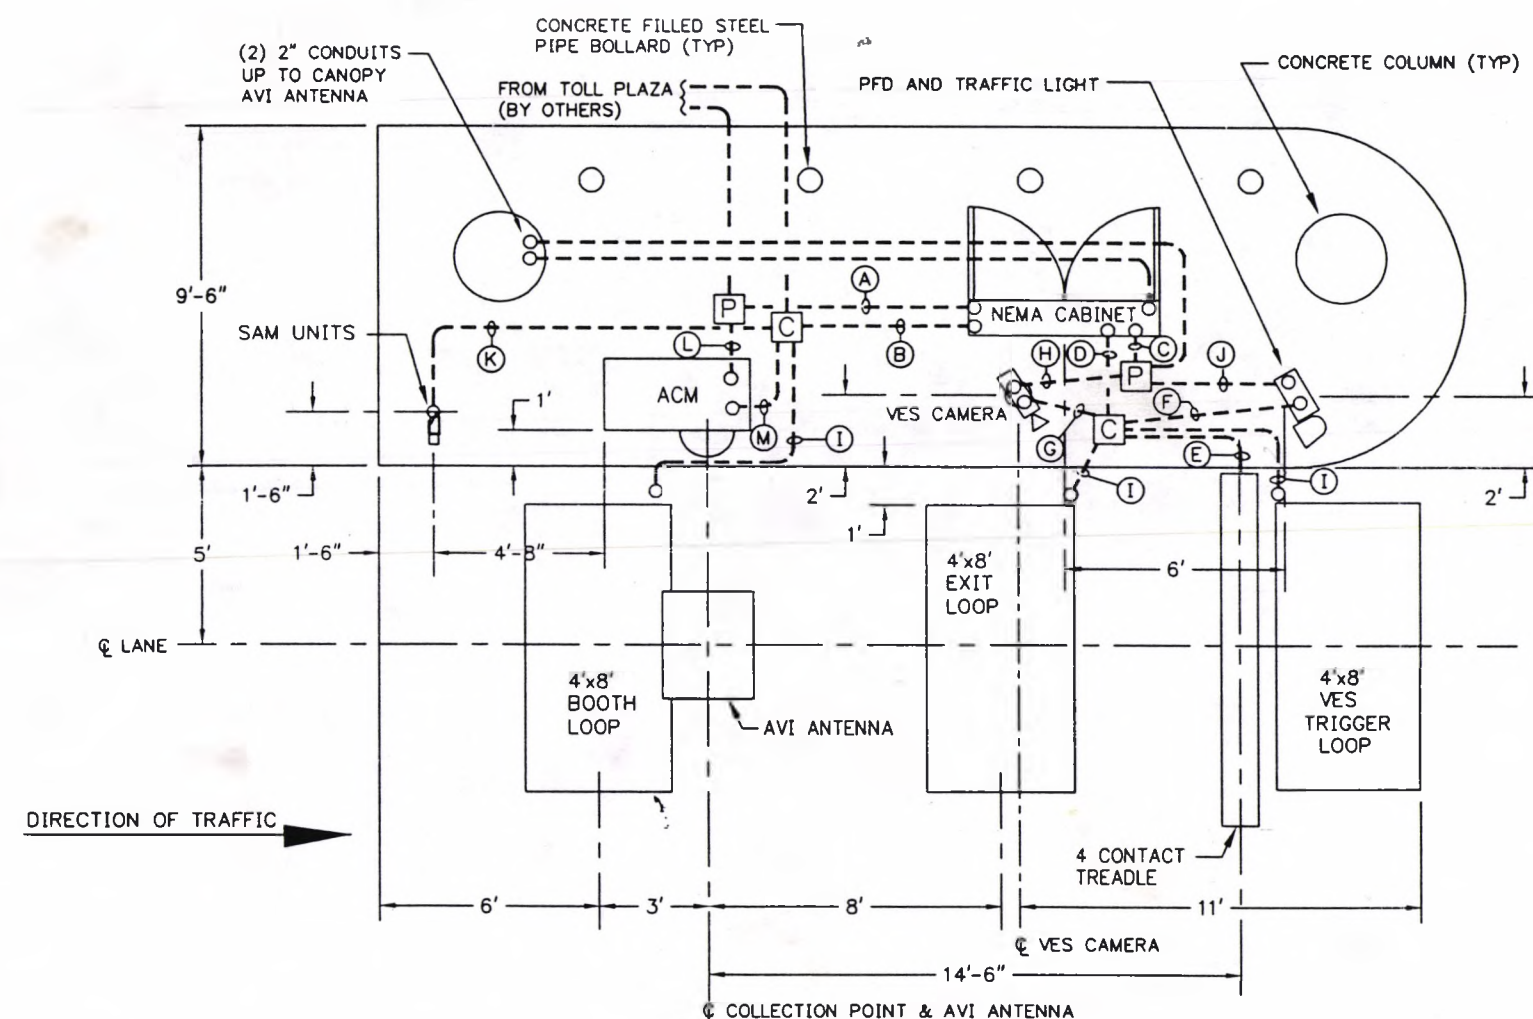 CONCRETE FILLED STEEL
PIPE BOLLARD (TYP)
(2) 2" CONDUITS
UP TO CANOPY
AVI ANTENNA
FROM TOLL PLAZA
(BY OTHERS)
PFD AND TRAFFIC LIGHT
CONCRETE COLUMN (TYP)
9'-6"
SAM UNITS
P
C
A
NEMA CABINET
K
L
B
H
D
C
J
P
ACM
1'
VES CAMERA
F
M
I
G
C
E
I
I
1'-6"
2'
2'
1'
5'
1'-6"
4'-8"
4'x8'
EXIT
LOOP
6'
℄ LANE
4'x8'
BOOTH
LOOP
AVI ANTENNA
4'x8'
VES
TRIGGER
LOOP
DIRECTION OF TRAFFIC
4 CONTACT
TREADLE
6'
3'
8'
11'
℄ VES CAMERA
14'-6"
℄ COLLECTION POINT & AVI ANTENNA